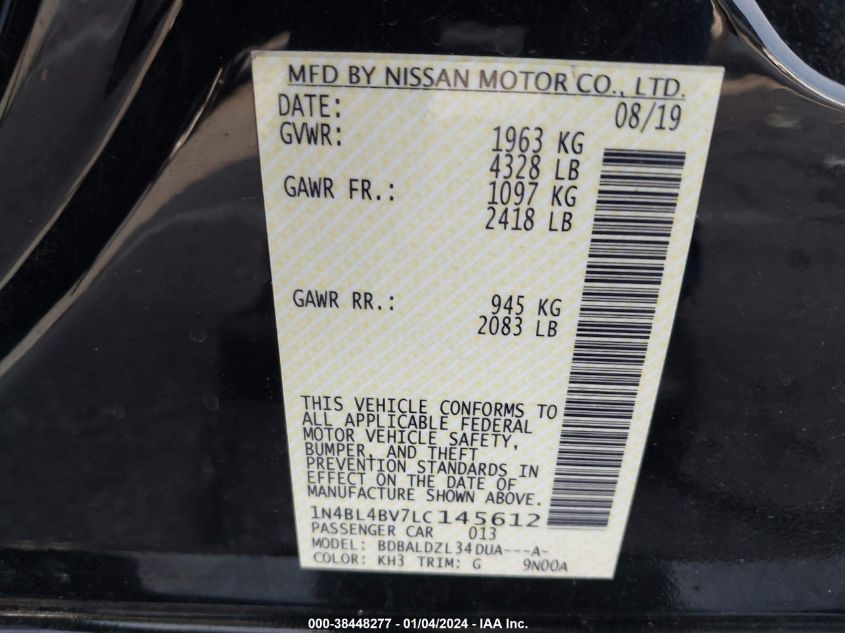 MFD BY NISSAN MOTOR CO., LTD.
DATE: 08/19
GVWR: 1963 KG
4328 LB
GAWR FR.: 1097 KG
2418 LB
GAWR RR.: 945 KG
2083 LB
THIS VEHICLE CONFORMS TO
ALL APPLICABLE FEDERAL
MOTOR VEHICLE SAFETY,
BUMPER, AND THEFT
PREVENTION STANDARDS IN
EFFECT ON THE DATE OF
MANUFACTURE SHOWN ABOVE.
1N4BL4BV7LC145612
PASSENGER CAR 013
MODEL: BDBALDZL34DUA---A-
COLOR: KH3 TRIM: G 9N00A
000-38448277 - 01/04/2024 - IAA Inc.